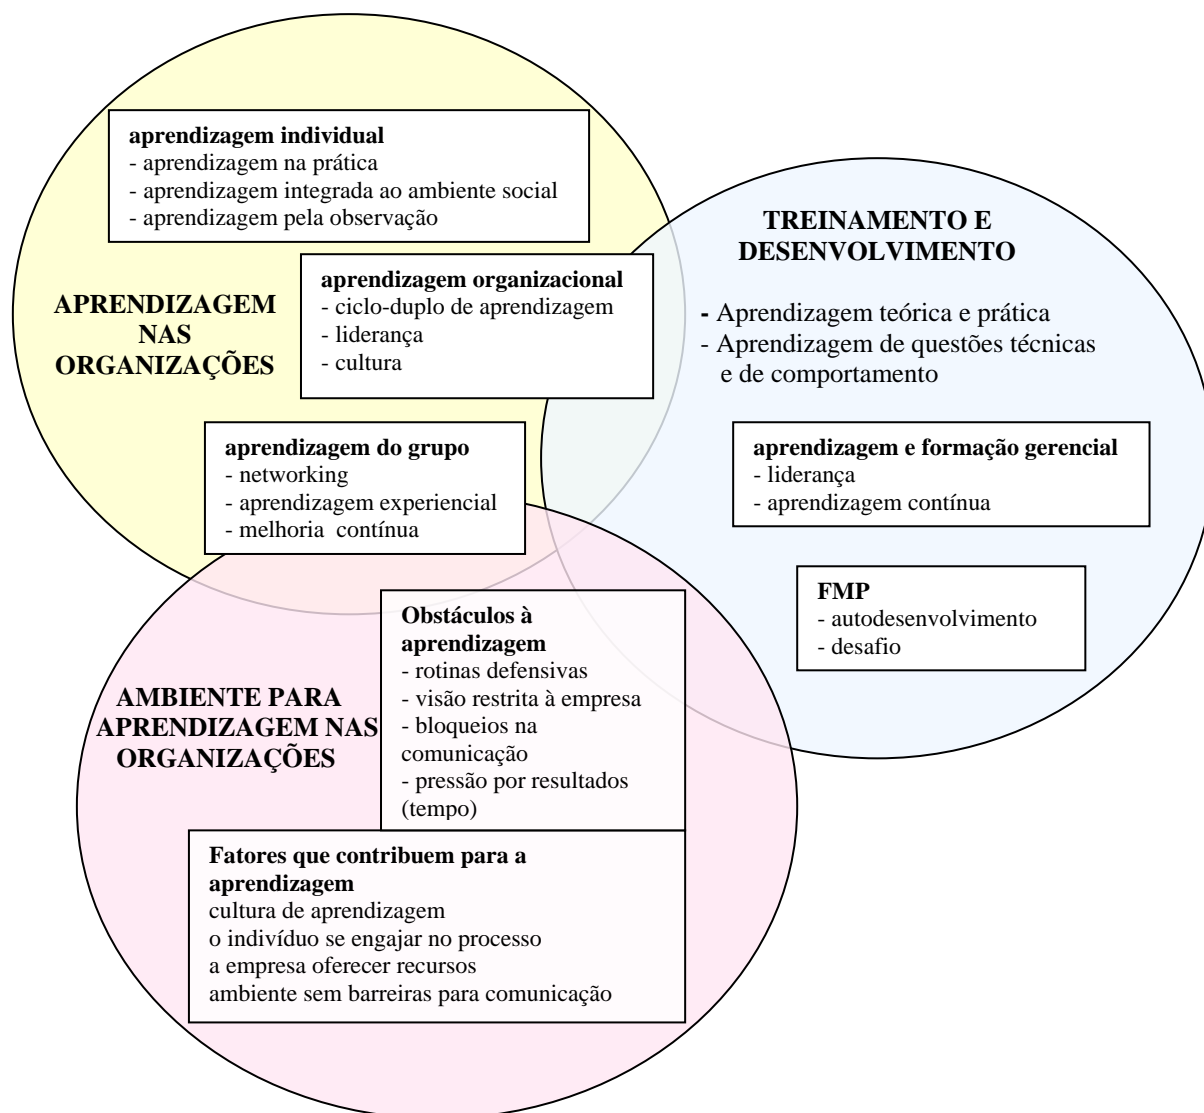 aprendizagem individual
- aprendizagem na prática
- aprendizagem integrada ao ambiente social
- aprendizagem pela observação
APRENDIZAGEM
NAS
ORGANIZAÇÕES
aprendizagem organizacional
- ciclo-duplo de aprendizagem
- liderança
- cultura
aprendizagem do grupo
- networking
- aprendizagem experiencial
- melhoria contínua
TREINAMENTO E
DESENVOLVIMENTO
- Aprendizagem teórica e prática
- Aprendizagem de questões técnicas
e de comportamento
aprendizagem e formação gerencial
- liderança
- aprendizagem contínua
FMP
- autodesenvolvimento
- desafio
AMBIENTE PARA
APRENDIZAGEM NAS
ORGANIZAÇÕES
Obstáculos à
aprendizagem
- rotinas defensivas
- visão restrita à empresa
- bloqueios na
comunicação
- pressão por resultados
(tempo)
Fatores que contribuem para a
aprendizagem
cultura de aprendizagem
o indivíduo se engajar no processo
a empresa oferecer recursos
ambiente sem barreiras para comunicação